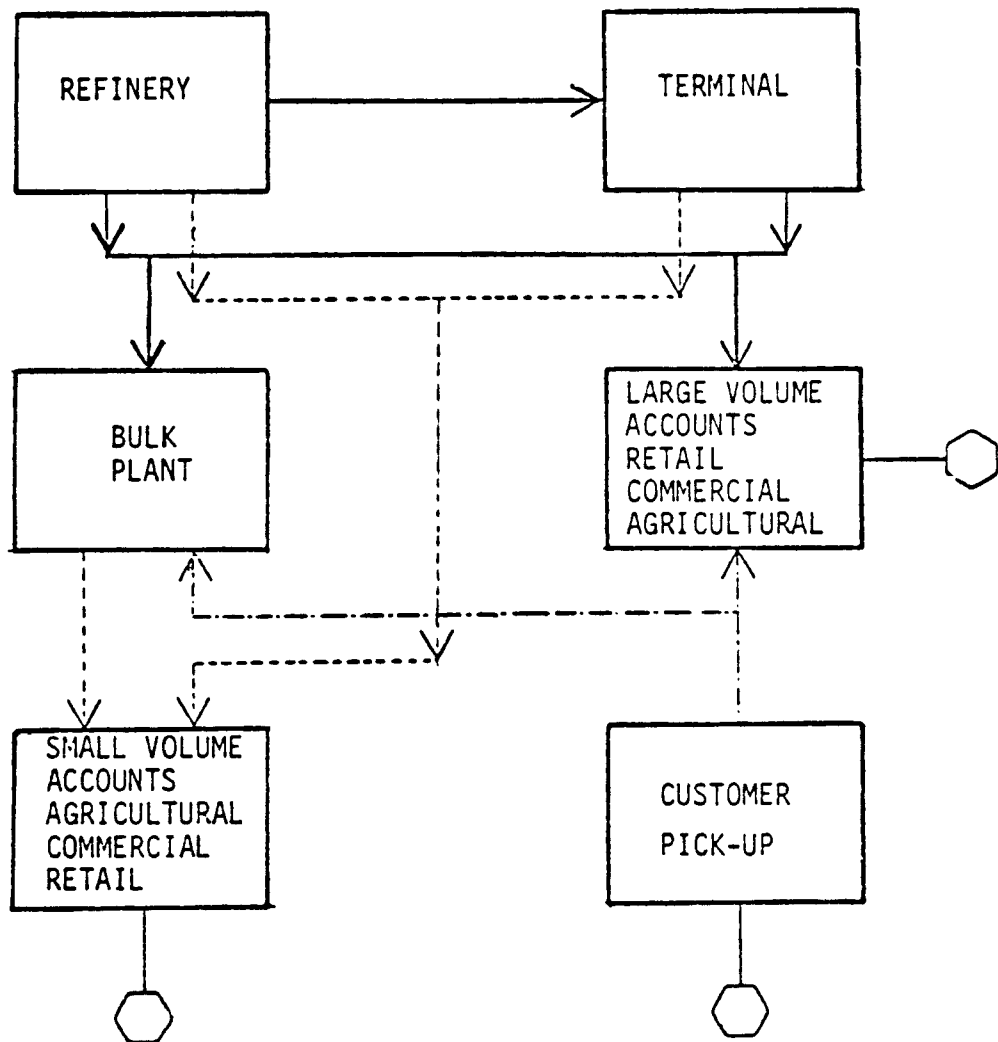 REFINERY
TERMINAL
BULK
PLANT
LARGE VOLUME
ACCOUNTS
RETAIL
COMMERCIAL
AGRICULTURAL
SMALL VOLUME
ACCOUNTS
AGRICULTURAL
COMMERCIAL
RETAIL
CUSTOMER
PICK-UP